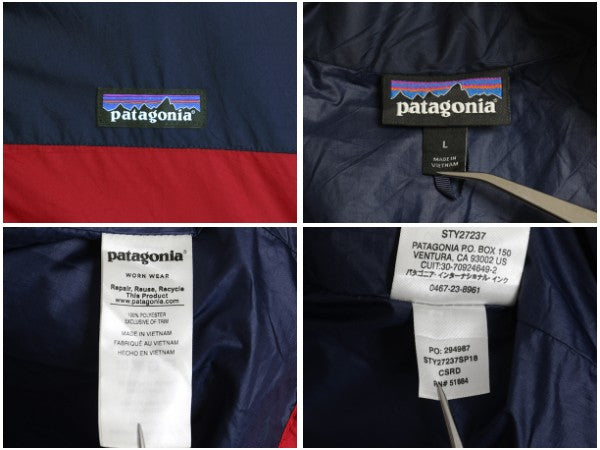 patagonia®
patagonia®
L
MADE IN
VIETNAM
patagonia®
WORN WEAR
Repair, Reuse, Recycle
This Product
www.patagonia.com
100% POLYESTER
EXCLUSIVE OF TRIM
MADE IN VIETNAM
FABRIQUÉ AU VIETNAM
HECHO EN VIETNAM
STY27237
PATAGONIA P.O. BOX 150
VENTURA, CA 93002 US
CUIT:30-70924849-2
パタゴニア・インターナショナル・インク
0467-23-8961
PO: 294987
STY27237SP18
CSRD
RN# 51884